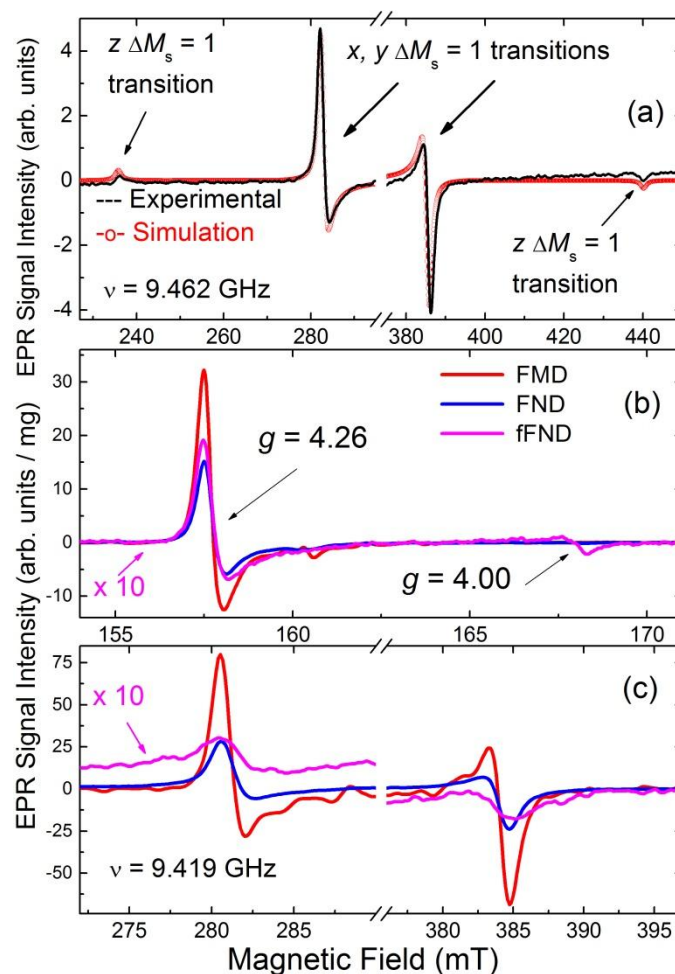 EPR Signal Intensity (arb. units)
4
2
0
-2
-4
z ΔMs = 1
transition
x, y ΔMs = 1 transitions
(a)
--- Experimental
-o- Simulation
z ΔMs = 1
transition
ν = 9.462 GHz
240 260 280 380 400 420 440
EPR Signal Intensity (arb. units / mg)
30
20
10
0
-10
(b)
FMD
FND
fFND
g = 4.26
x 10
g = 4.00
155 160 165 170
75
50
25
0
-25
-50
x 10
(c)
ν = 9.419 GHz
275 280 285 380 385 390 395
Magnetic Field (mT)